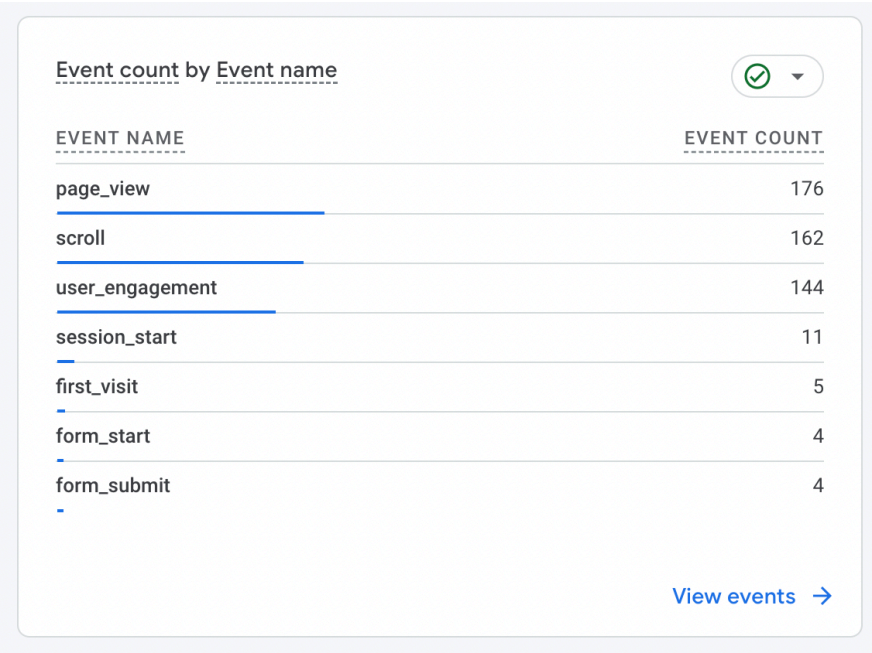 Event count by Event name
EVENT NAME EVENT COUNT
page_view 176
scroll 162
user_engagement 144
session_start 11
first_visit 5
form_start 4
form_submit 4
View events